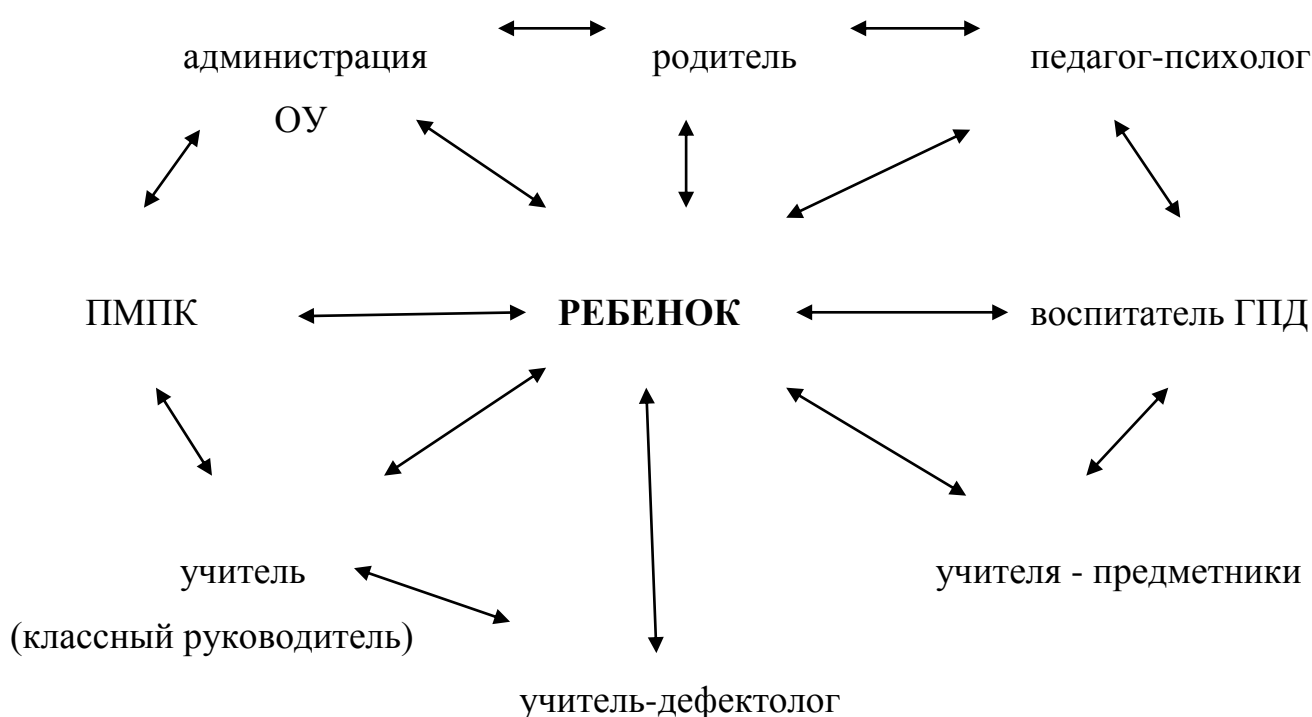 администрация родитель педагог-психолог
ОУ
ПМПК РЕБЕНОК воспитатель ГПД
учитель учителя - предметники
(классный руководитель)
учитель-дефектолог